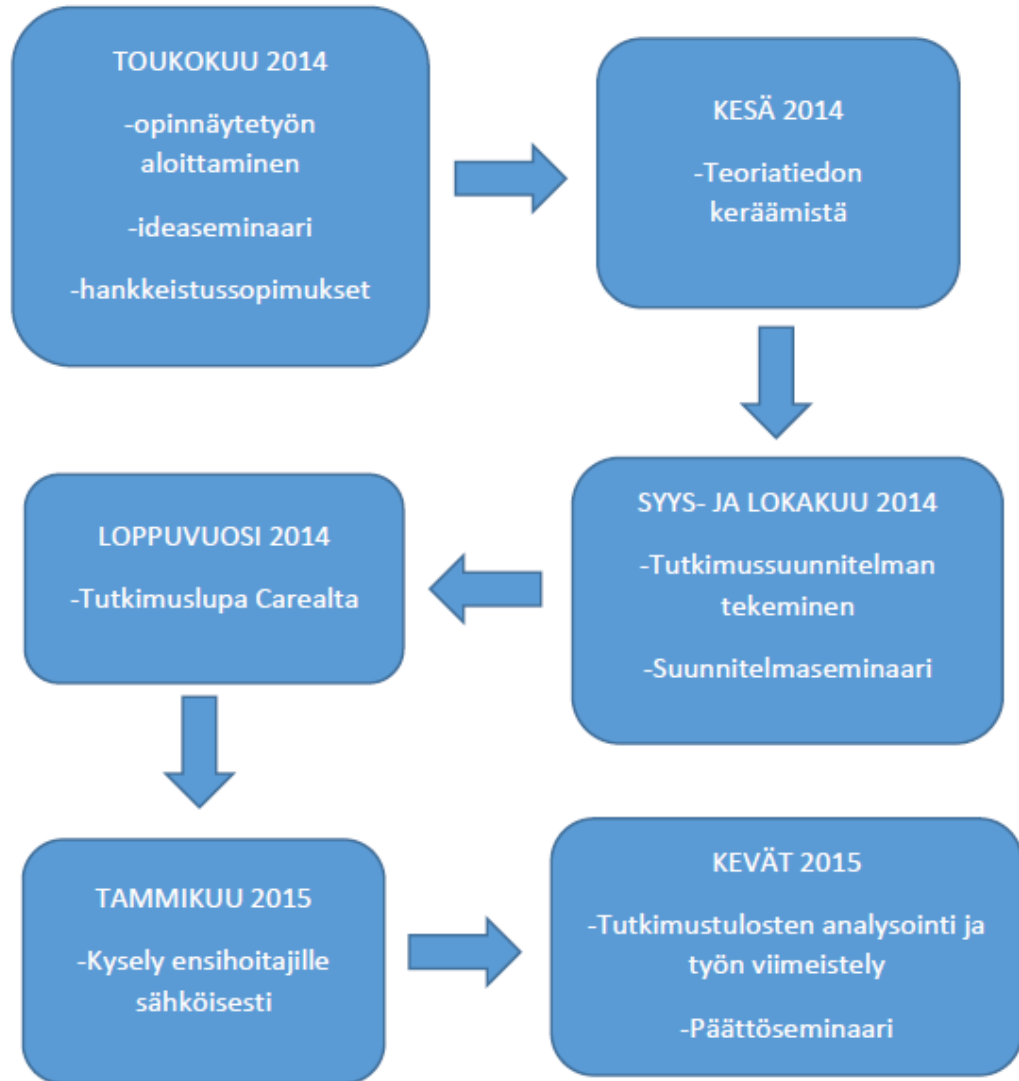 TOUKOKUU 2014
-opinnäytetyön
aloittaminen
-ideaseminaari
-hankkeistussopimukset
KESÄ 2014
-Teoriatiedon
keräämistä
SYYS- JA LOKAKUU 2014
-Tutkimussuunnitelman
tekeminen
-Suunnitelmaseminaari
LOPPUVUOSI 2014
-Tutkimuslupa Carealta
TAMMIKUU 2015
-Kysely ensihoitajille
sähköisesti
KEVÄT 2015
-Tutkimustulosten analysointi ja
työn viimeistely
-Päättöseminaari